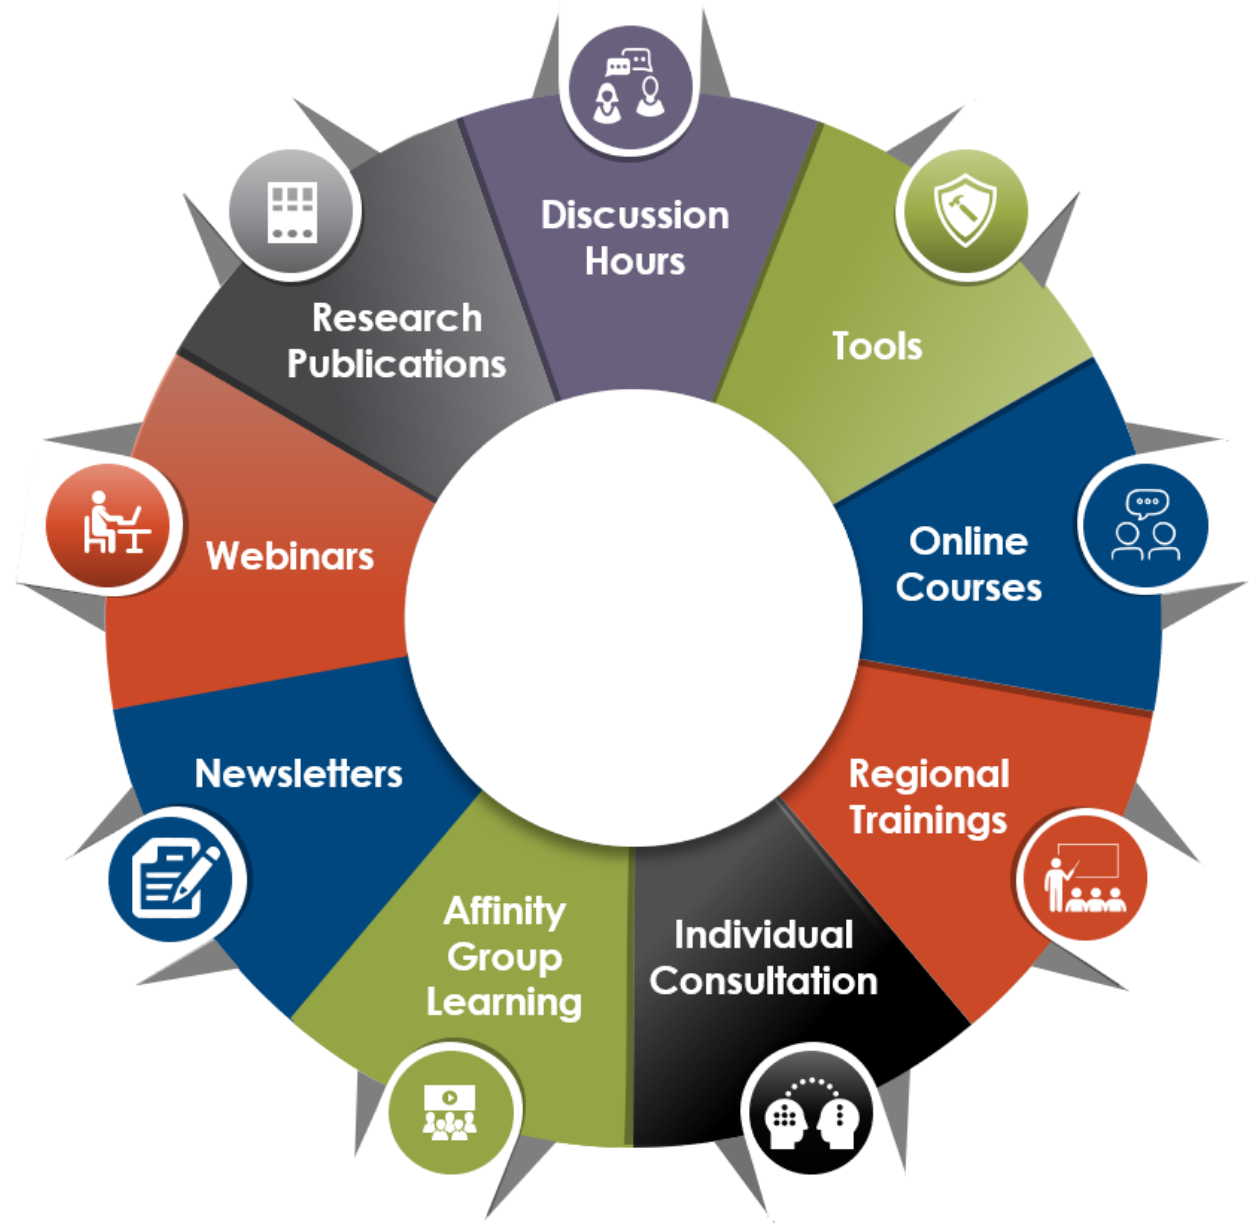 Discussion
Hours
Tools
Online
Courses
Regional
Trainings
Individual
Consultation
Affinity
Group
Learning
Newsletters
Webinars
Research
Publications